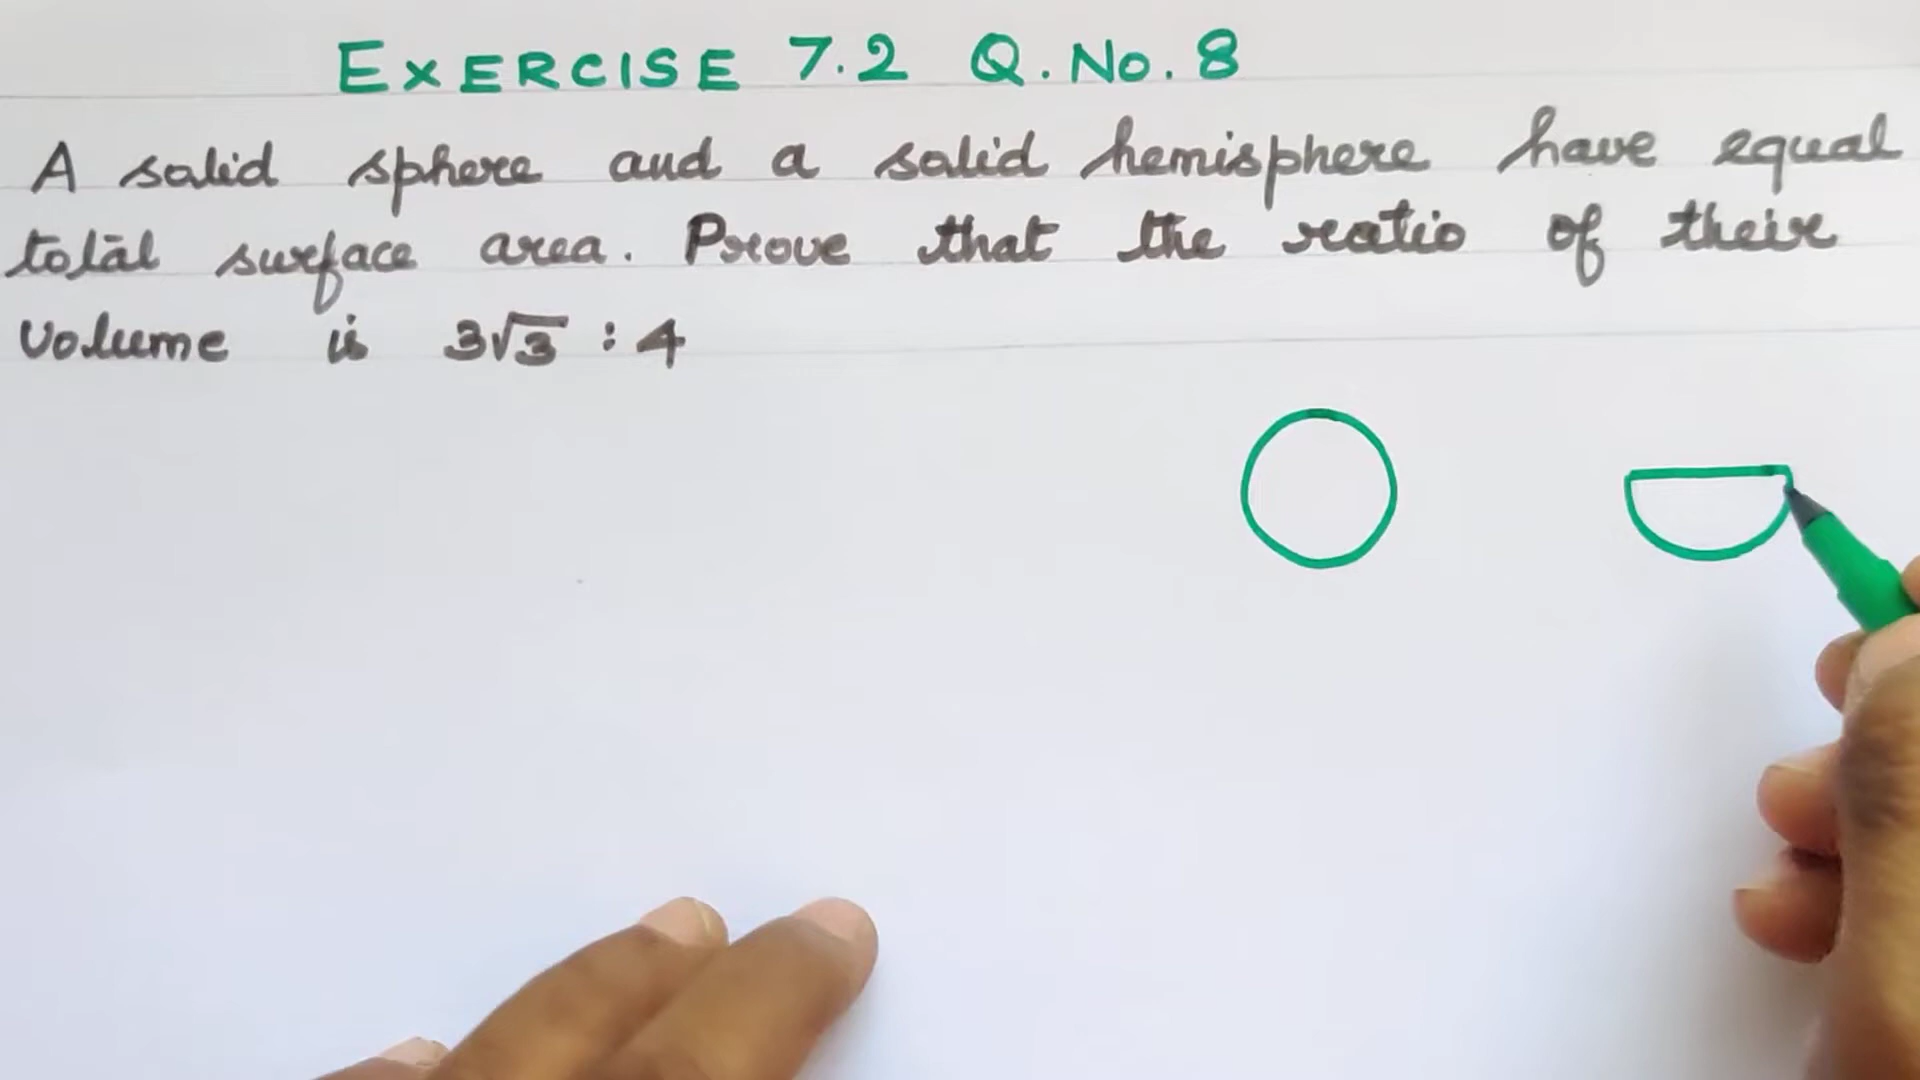 EXERCISE 7.2 Q. No. 8
A solid sphere and a solid hemisphere have equal
total surface area. Prove that the ratio of their
volume is 3√3 : 4